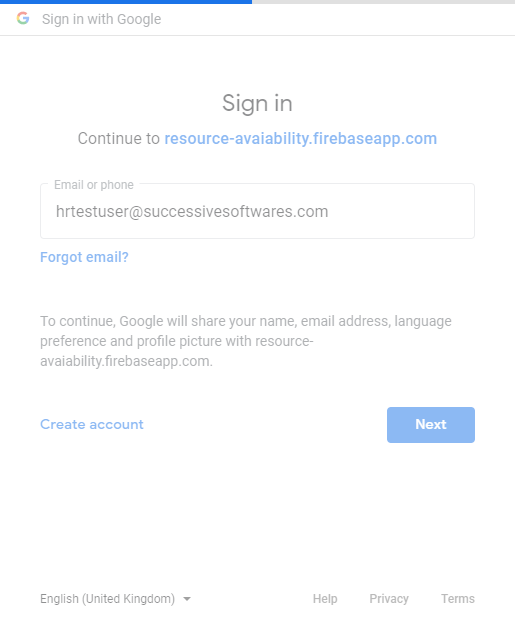 Sign in with Google
Sign in
Continue to resource-avaiability.firebaseapp.com
Email or phone
hrtestuser@successivesoftwares.com
Forgot email?
To continue, Google will share your name, email address, language
preference and profile picture with resource-
avaiability.firebaseapp.com.
Create account
Next
English (United Kingdom)
Help
Privacy
Terms